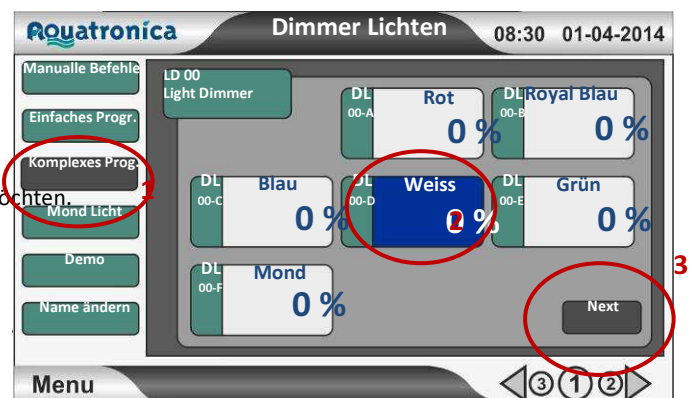 AQuatronica
Dimmer Lichten
08:30 01-04-2014
Manualle Befehle
Einfaches Progr.
Komplexes Prog.
1
öchten.
Mond Licht
Demo
Name ändern
LD 00
Light Dimmer
DL
00-A
Rot
0 %
DL
00-B
Royal Blau
0 %
DL
00-C
Blau
0 %
DL
00-D
Weiss
0 %
2
DL
00-E
Grün
0 %
DL
00-F
Mond
0 %
3
Next
Menu
3 1 2